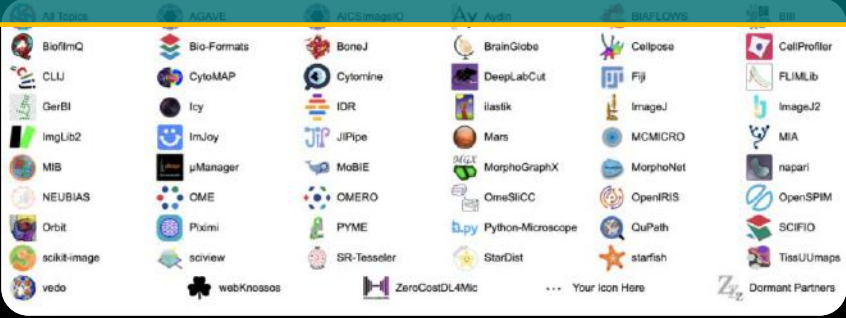 All Topics AGAVE AICSImageIO Aydin BIAFLOWS BIII
BiofilmQ Bio-Formats BoneJ BrainGlobe Cellpose CellProfiler
CLIJ CytoMAP Cytomine DeepLabCut Fiji FLIMLib
GerBI Icy IDR ilastik ImageJ ImageJ2
ImgLib2 ImJoy JIPipe Mars MCMICRO MIA
MIB µManager MoBIE MorphoGraphX MorphoNet napari
NEUBIAS OME OMERO OmeSliCC OpenIRIS OpenSPIM
Orbit Piximi PYME Python-Microscope QuPath SCIFIO
scikit-image sciview SR-Tesseler StarDist starfish TissUUmaps
vedo webKnossos ZeroCostDL4Mic ... Your Icon Here Dormant Partners